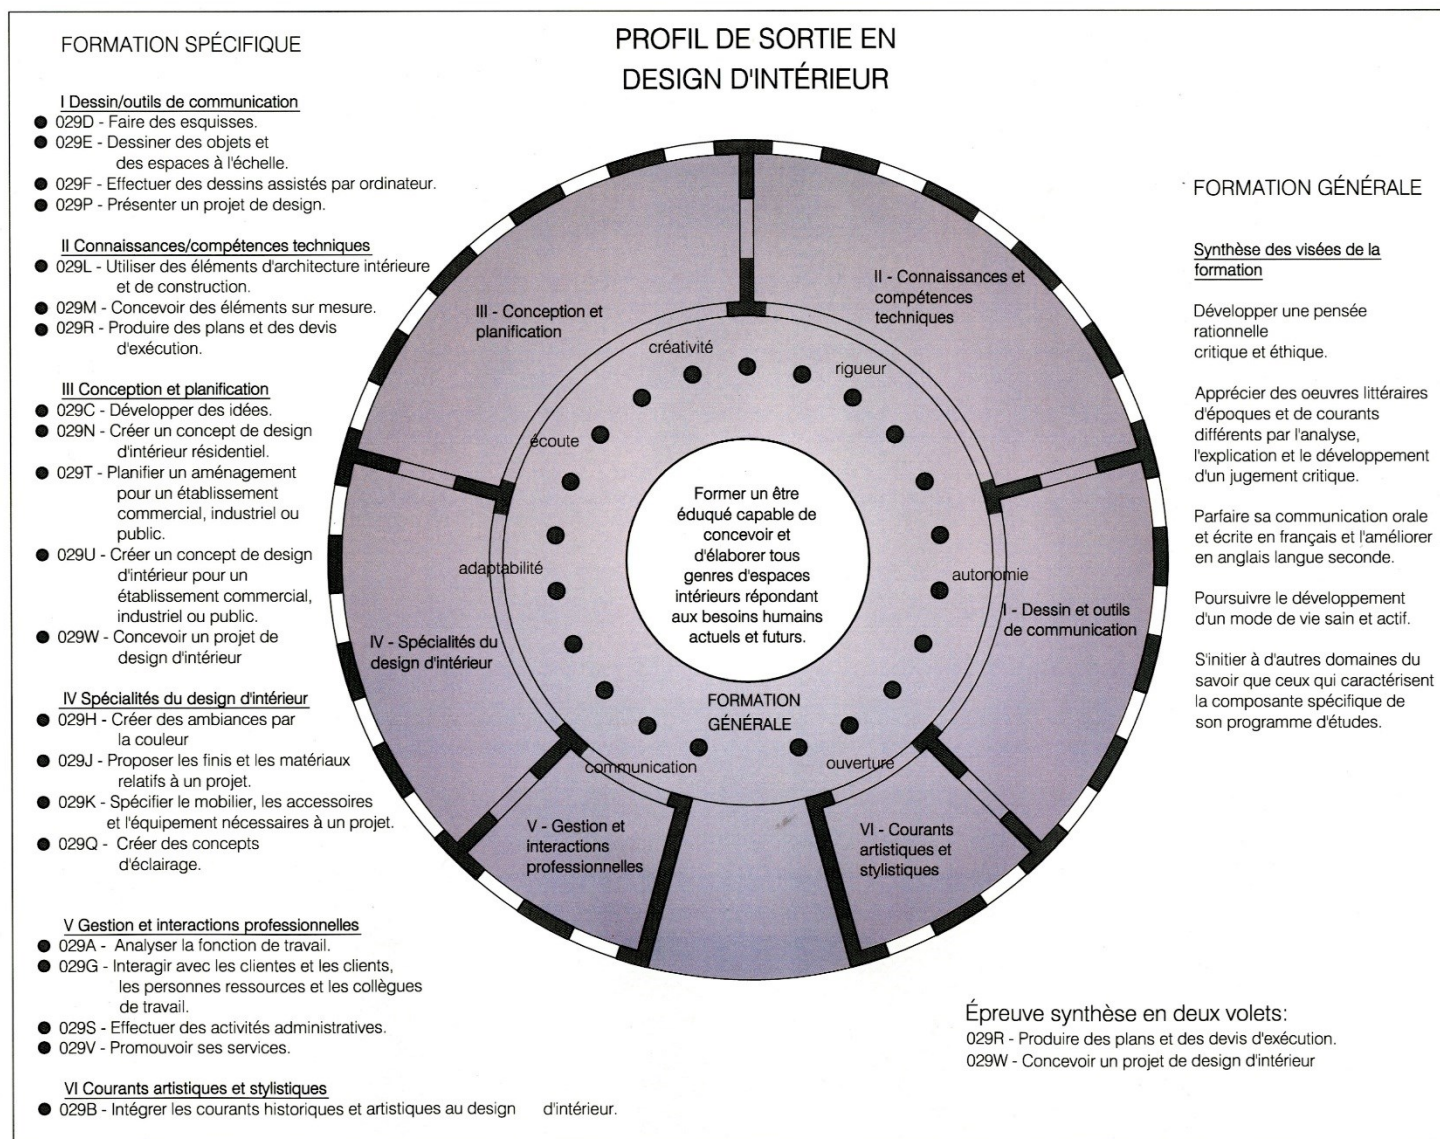 PROFIL DE SORTIE EN
DESIGN D'INTÉRIEUR
FORMATION SPÉCIFIQUE
I Dessin/outils de communication
029D - Faire des esquisses.
029E - Dessiner des objets et
des espaces à l'échelle.
029F - Effectuer des dessins assistés par ordinateur.
029P - Présenter un projet de design.
II Connaissances/compétences techniques
029L - Utiliser des éléments d'architecture intérieure
et de construction.
029M - Concevoir des éléments sur mesure.
029R - Produire des plans et des devis
d'exécution.
III Conception et planification
029C - Développer des idées.
029N - Créer un concept de design
d'intérieur résidentiel.
029T - Planifier un aménagement
pour un établissement
commercial, industriel ou
public.
029U - Créer un concept de design
d'intérieur pour un
établissement commercial,
industriel ou public.
029W - Concevoir un projet de
design d'intérieur
IV Spécialités du design d'intérieur
029H - Créer des ambiances par
la couleur
029J - Proposer les finis et les matériaux
relatifs à un projet.
029K - Spécifier le mobilier, les accessoires
et l'équipement nécessaires à un projet.
029Q - Créer des concepts
d'éclairage.
V Gestion et interactions professionnelles
029A - Analyser la fonction de travail.
029G - Interagir avec les clientes et les clients,
les personnes ressources et les collègues
de travail.
029S - Effectuer des activités administratives.
029V - Promouvoir ses services.
VI Courants artistiques et stylistiques
029B - Intégrer les courants historiques et artistiques au design d'intérieur.
III - Conception et
planification
II - Connaissances et
compétences
techniques
créativité
rigueur
écoute
adaptabilité
autonomie
Former un être
éduqué capable de
concevoir et
d'élaborer tous
genres d'espaces
intérieurs répondant
aux besoins humains
actuels et futurs.
I - Dessin et outils
de communication
IV - Spécialités du
design d'intérieur
FORMATION
GÉNÉRALE
communication
ouverture
V - Gestion et
interactions
professionnelles
VI - Courants
artistiques et
stylistiques
FORMATION GÉNÉRALE
Synthèse des visées de la
formation
Développer une pensée
rationnelle
critique et éthique.
Apprécier des oeuvres littéraires
d'époques et de courants
différents par l'analyse,
l'explication et le développement
d'un jugement critique.
Parfaire sa communication orale
et écrite en français et l'améliorer
en anglais langue seconde.
Poursuivre le développement
d'un mode de vie sain et actif.
S'initier à d'autres domaines du
savoir que ceux qui caractérisent
la composante spécifique de
son programme d'études.
Épreuve synthèse en deux volets:
029R - Produire des plans et des devis d'exécution.
029W - Concevoir un projet de design d'intérieur